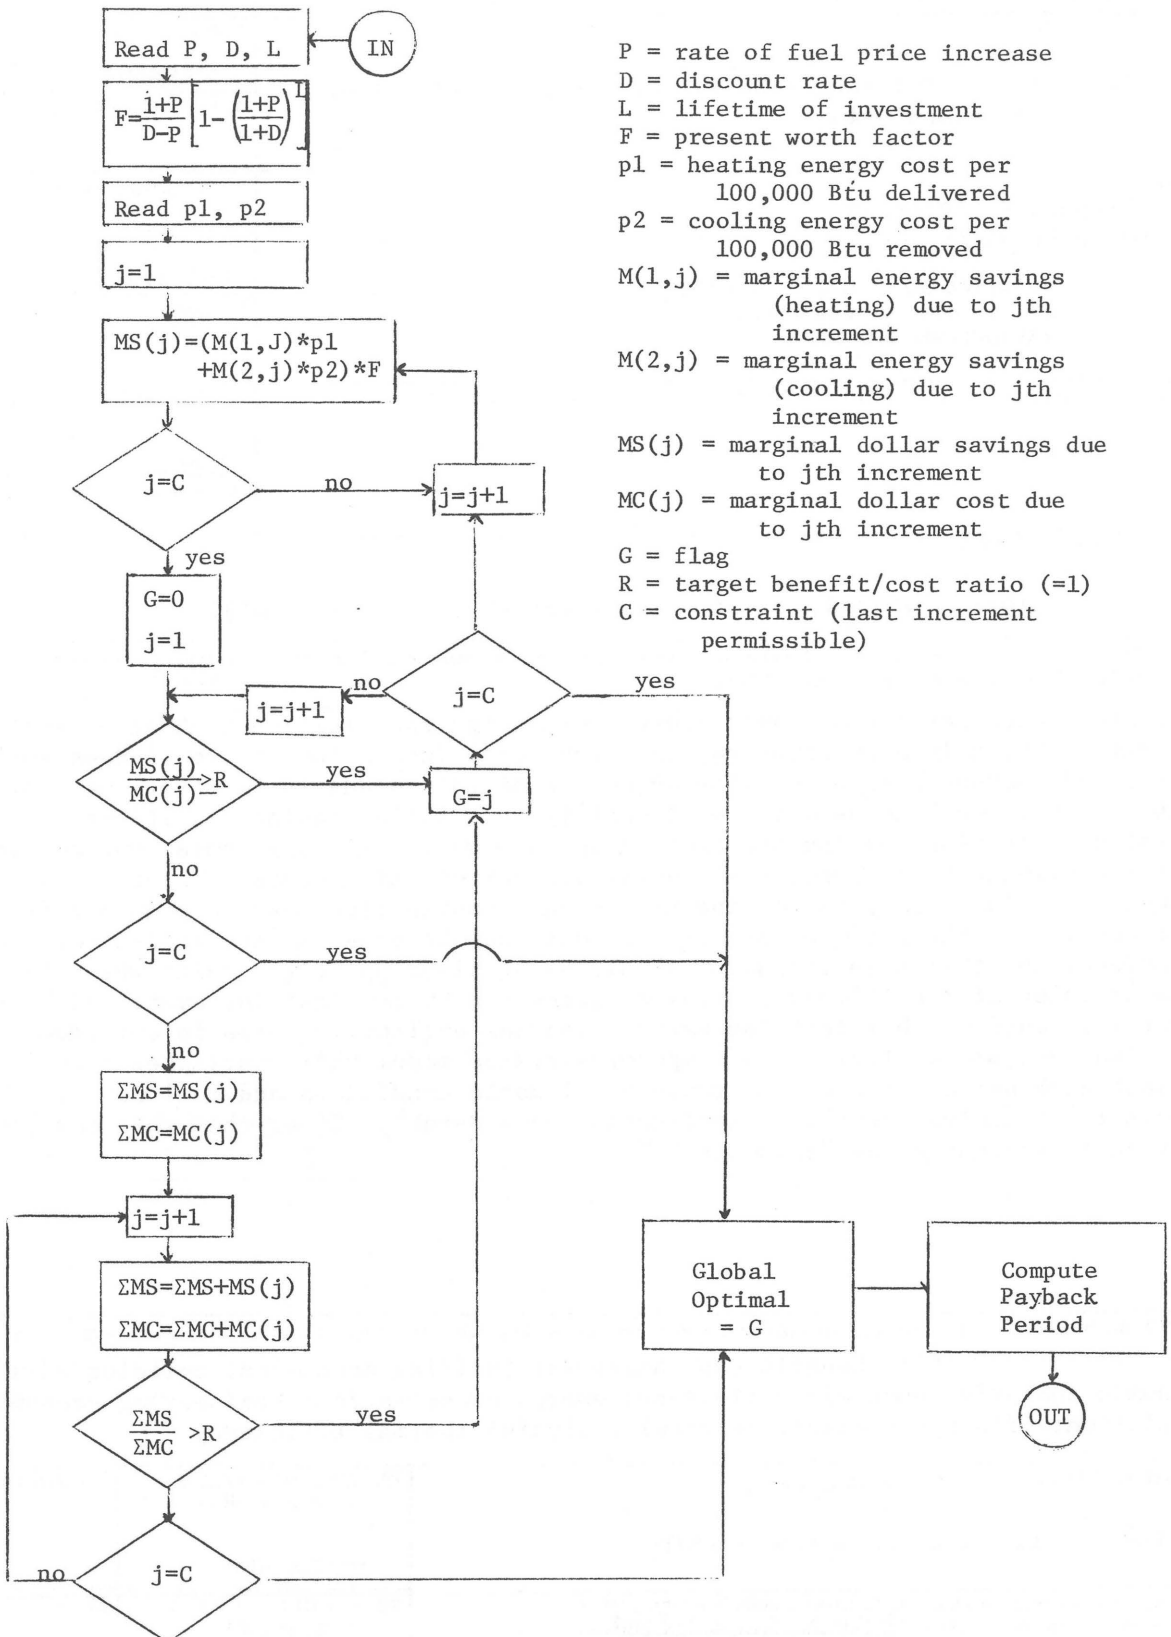 Read P, D, L
IN
F=1+P/D-P [1-(1+P/1+D)^L]
Read p1, p2
j=1
MS(j)=(M(1,J)*p1
+M(2,j)*p2)*F
j=C
no
j=j+1
yes
G=0
j=1
j=C
no
yes
j=j+1
MS(j)/MC(j) ≥R
yes
G=j
no
j=C
yes
no
ΣMS=MS(j)
ΣMC=MC(j)
j=j+1
ΣMS=ΣMS+MS(j)
ΣMC=ΣMC+MC(j)
ΣMS/ΣMC >R
yes
j=C
no
Global
Optimal
= G
Compute
Payback
Period
OUT
P = rate of fuel price increase
D = discount rate
L = lifetime of investment
F = present worth factor
p1 = heating energy cost per
100,000 Btu delivered
p2 = cooling energy cost per
100,000 Btu removed
M(1,j) = marginal energy savings
(heating) due to jth
increment
M(2,j) = marginal energy savings
(cooling) due to jth
increment
MS(j) = marginal dollar savings due
to jth increment
MC(j) = marginal dollar cost due
to jth increment
G = flag
R = target benefit/cost ratio (=1)
C = constraint (last increment
permissible)